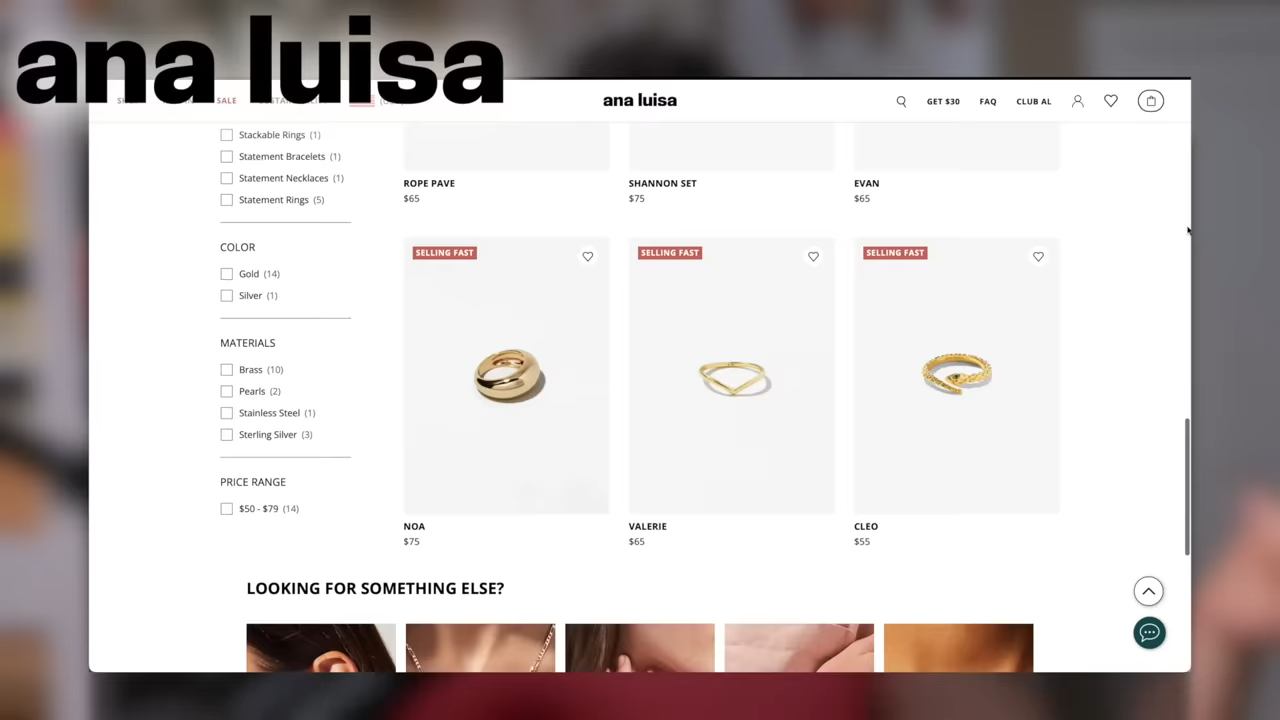 ana luisa
SALE
ana luisa
GET $30
FAQ
CLUB AL
Stackable Rings (1)
Statement Bracelets (1)
Statement Necklaces (1)
Statement Rings (5)
COLOR
Gold (14)
Silver (1)
MATERIALS
Brass (10)
Pearls (2)
Stainless Steel (1)
Sterling Silver (3)
PRICE RANGE
$50 - $79 (14)
ROPE PAVE
$65
SHANNON SET
$75
EVAN
$65
SELLING FAST
SELLING FAST
SELLING FAST
NOA
$75
VALERIE
$65
CLEO
$55
LOOKING FOR SOMETHING ELSE?